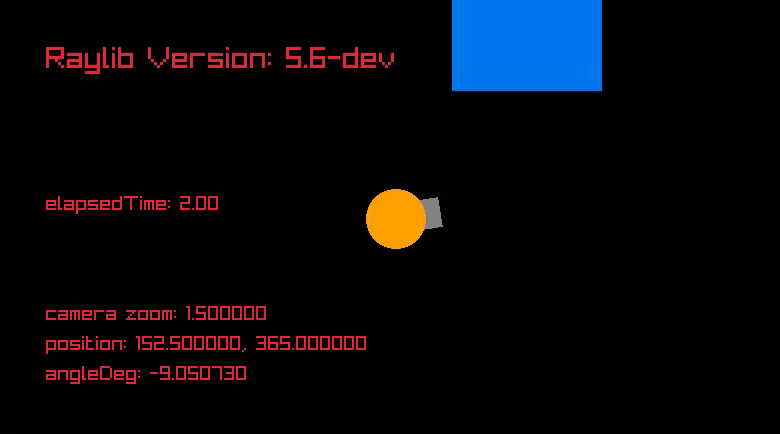 Raylib Version: 5.6-dev
elapsedTime: 2.00
camera zoom: 1.500000
position: 152.500000, 365.000000
angleDeg: -9.050730